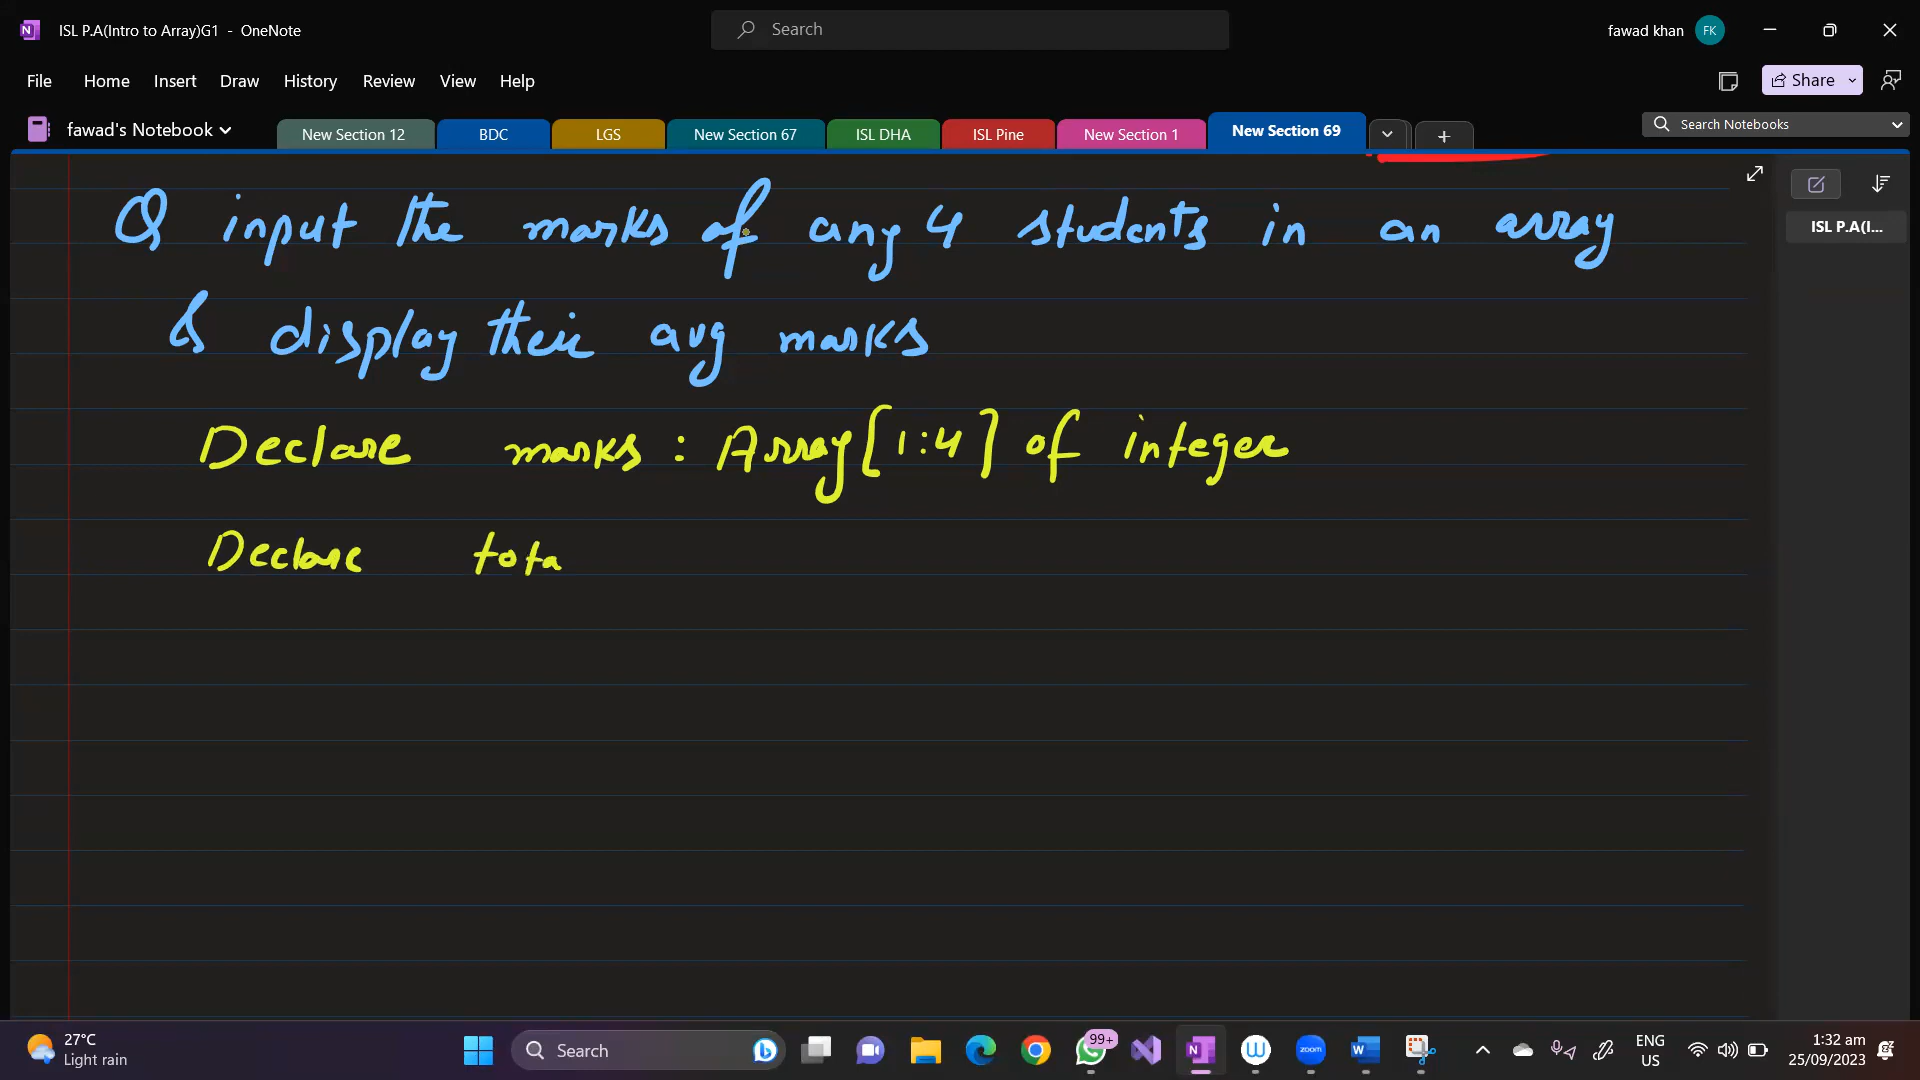 ISL P.A(Intro to Array)G1 - OneNote
Search
fawad khan
FK
File Home Insert Draw History Review View Help
Share
fawad's Notebook
New Section 12
BDC
LGS
New Section 67
ISL DHA
ISL Pine
New Section 1
New Section 69
Search Notebooks
ISL P.A(I...
Q input the marks of any 4 students in an array
& display their avg marks
Declare marks : Array[1:4] of integer
Declare tota
27°C
Light rain
Search
99+
zoom
ENG
US
1:32 am
25/09/2023